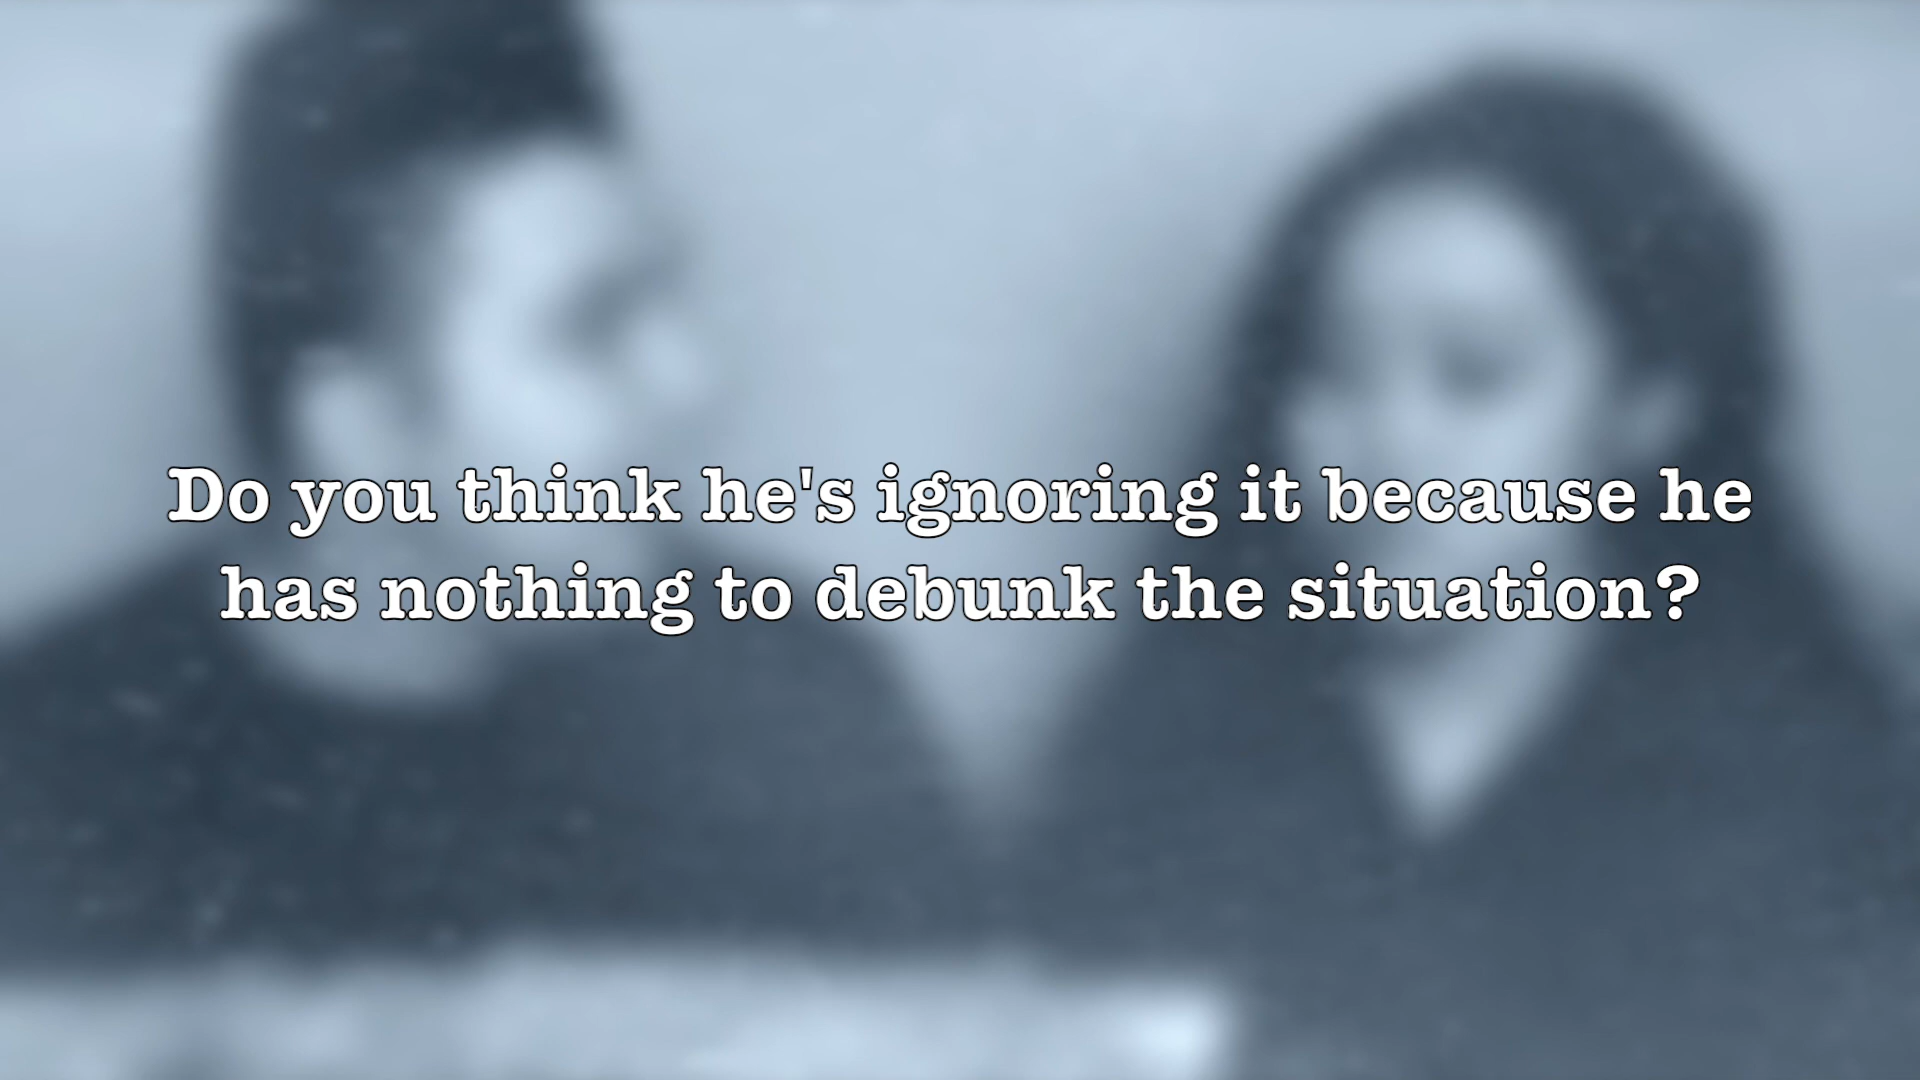 Do you think he's ignoring it because he
has nothing to debunk the situation?